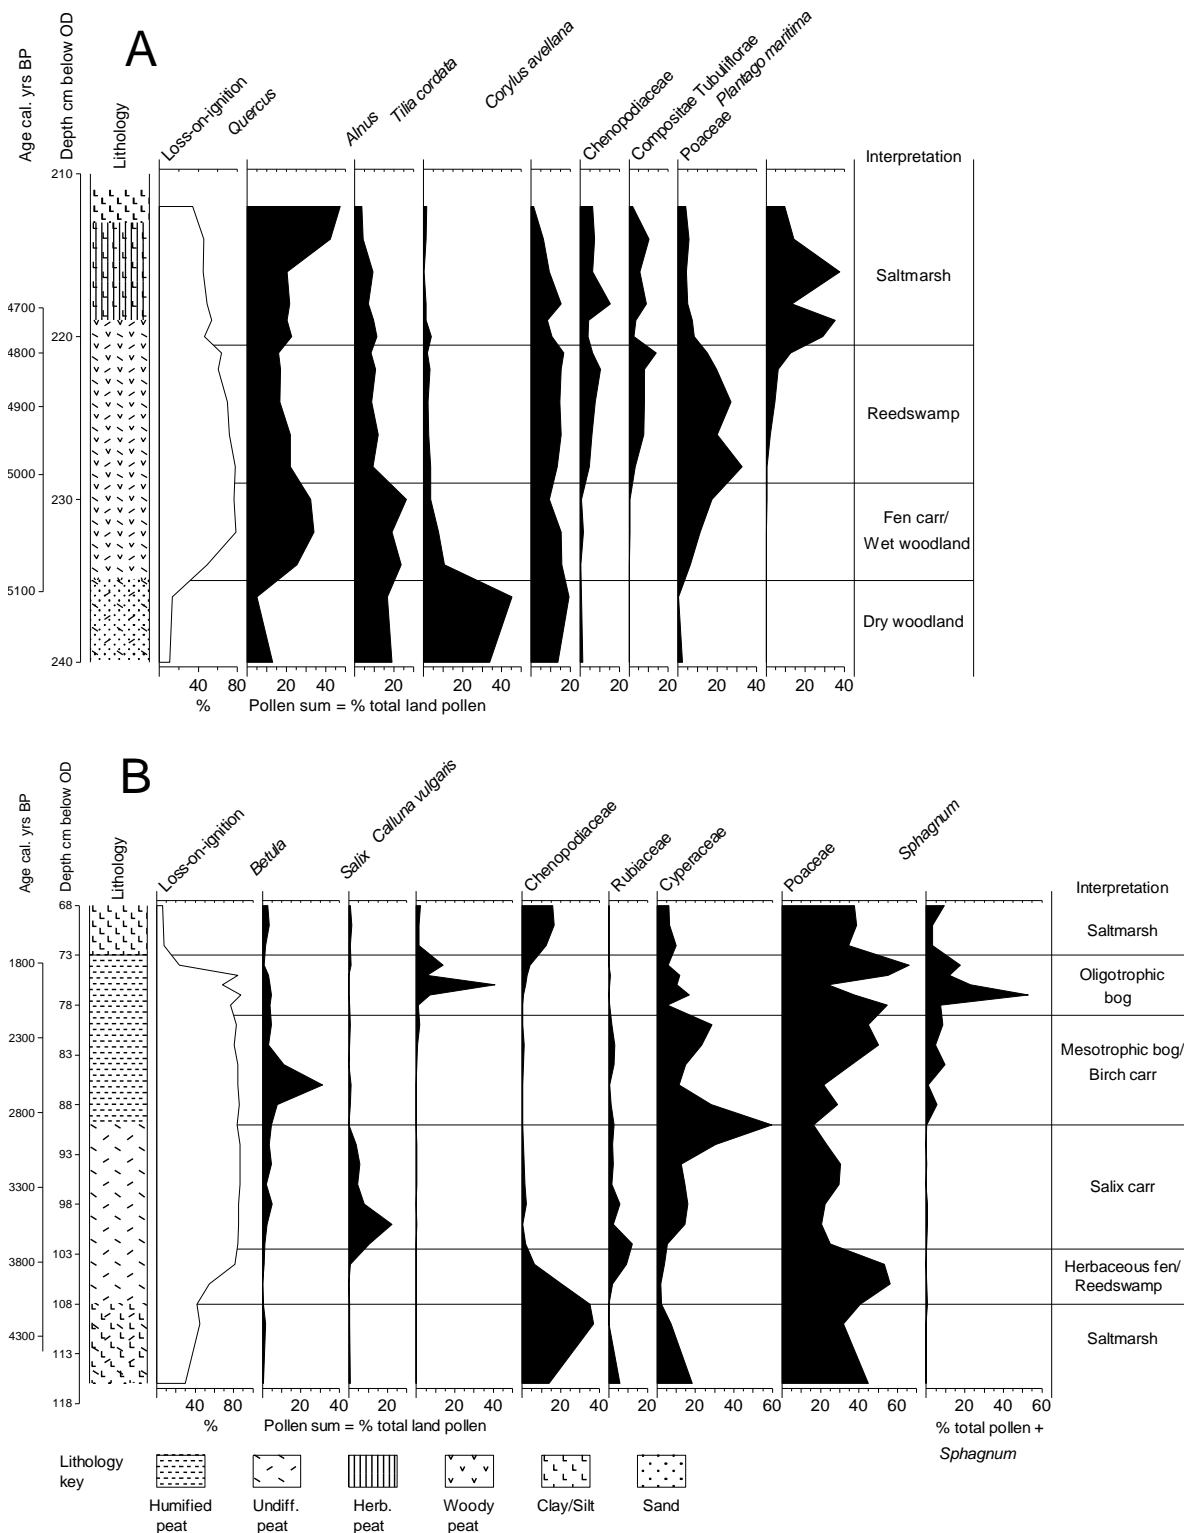 A
Age cal. yrs BP
Depth cm below OD
Lithology
Loss-on-ignition
Quercus
Alnus
Tilia cordata
Corylus avellana
Chenopodiaceae
Compositae Tubuliflorae
Poaceae
Plantago maritima
Interpretation
210
Saltmarsh
4700
220
4800
Reedswamp
4900
5000
230
Fen carr/
Wet woodland
5100
Dry woodland
240
40 80 20 40 20 20 40 20 20 20 40 20 40
% Pollen sum = % total land pollen
B
Age cal. yrs BP
Depth cm below OD
Lithology
Loss-on-ignition
Betula
Salix
Calluna vulgaris
Chenopodiaceae
Rubiaceae
Cyperaceae
Poaceae
Sphagnum
Interpretation
68
Saltmarsh
73
1800
Oligotrophic
bog
78
2300
83
Mesotrophic bog/
Birch carr
88
2800
93
3300
Salix carr
98
103
3800
Herbaceous fen/
Reedswamp
108
4300
Saltmarsh
113
118
40 80 20 20 20 40 20 40 20 20 40 60 20 40 60 20 40 60
% Pollen sum = % total land pollen
% total pollen +
Sphagnum
Lithology
key
Humified
peat
Undiff.
peat
Herb.
peat
Woody
peat
Clay/Silt
Sand